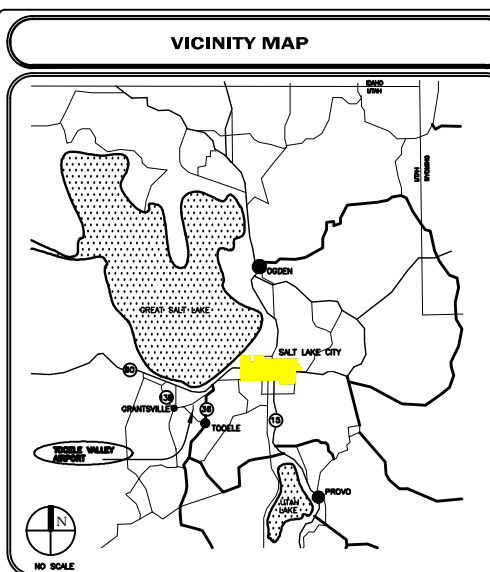 VICINITY MAP
IDAHO
UTAH
UTAH
WYOMING
OGDEN
GREAT SALT LAKE
SALT LAKE CITY
80
138
GRANTSVILLE
36
TOOELE
15
TOOELE VALLEY
AIRPORT
PROVO
UTAH
LAKE
N
NO SCALE